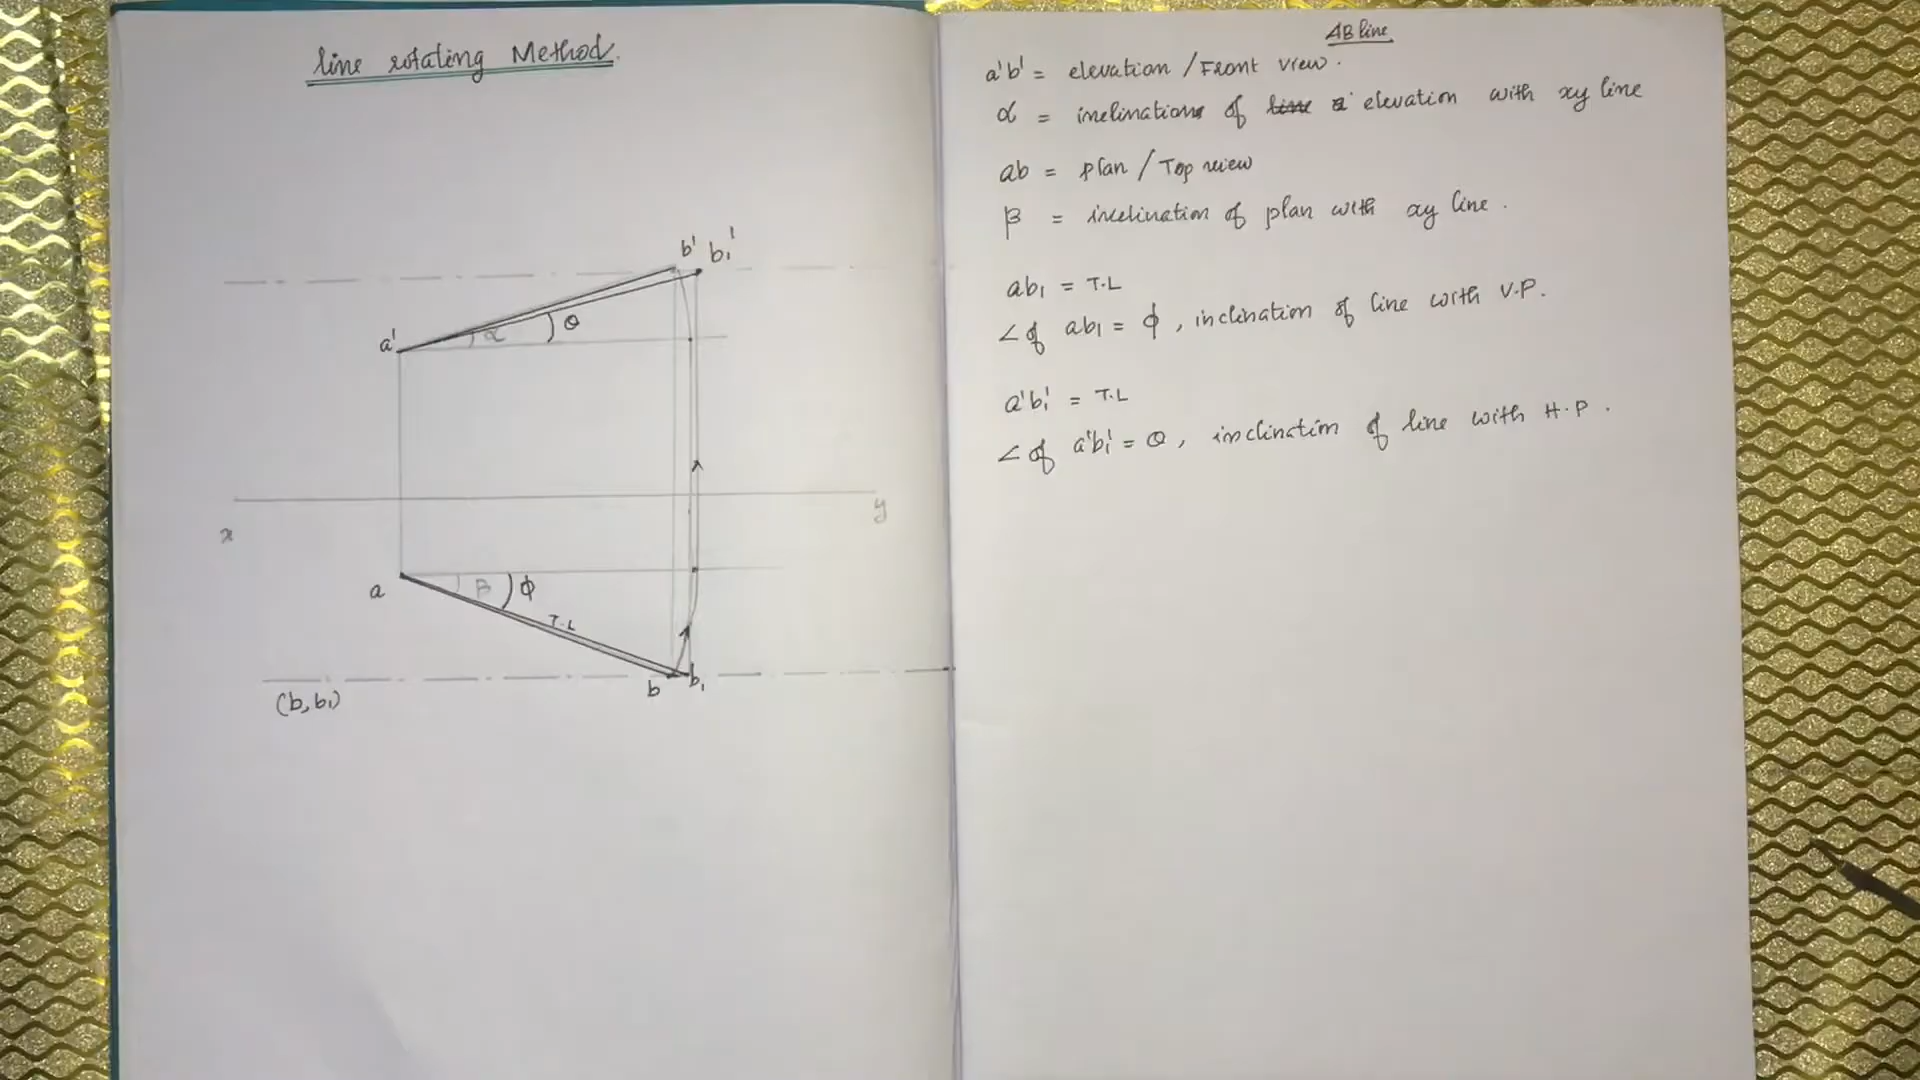 line rotating Method.
b' b₁'
a'
α
θ
x
y
a
β
ϕ
T.L
b
b₁
(b, b₁)
AB line
a'b' = elevation / Front view.
α = inclinations of line a' elevation with xy line
ab = plan / Top view
β = inclination of plan with xy line.
ab₁ = T.L
∠ of ab₁ = ϕ, inclination of line with V.P.
a'b₁' = T.L
∠ of a'b₁' = θ, inclination of line with H.P.